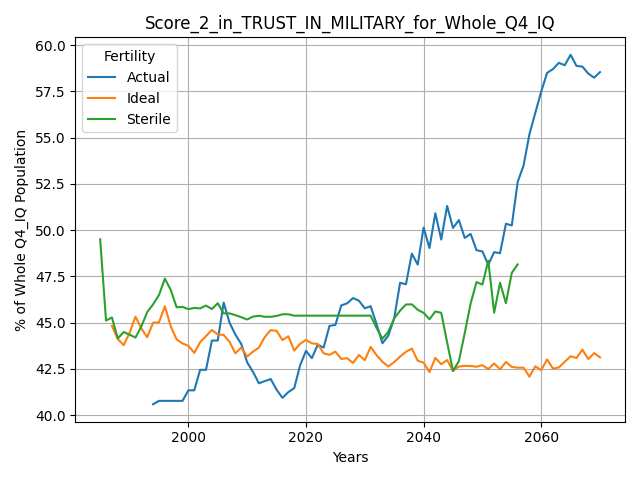 Score_2_in_TRUST_IN_MILITARY_for_Whole_Q4_IQ
Fertility
Actual
Ideal
Sterile
% of Whole Q4_IQ Population
60.0
57.5
55.0
52.5
50.0
47.5
45.0
42.5
40.0
2000
2020
2040
2060
Years